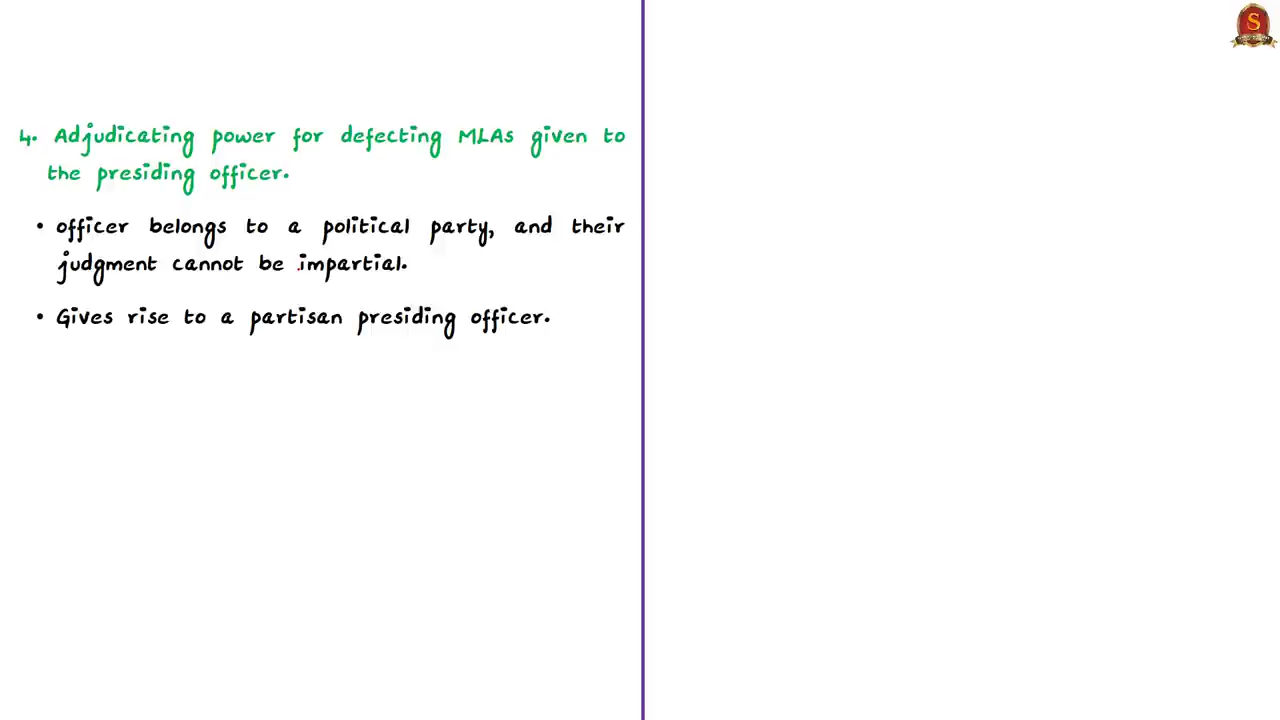 4. Adjudicating power for defecting MLAs given to
the presiding officer.
• officer belongs to a political party, and their
judgment cannot be impartial.
• Gives rise to a partisan presiding officer.
S